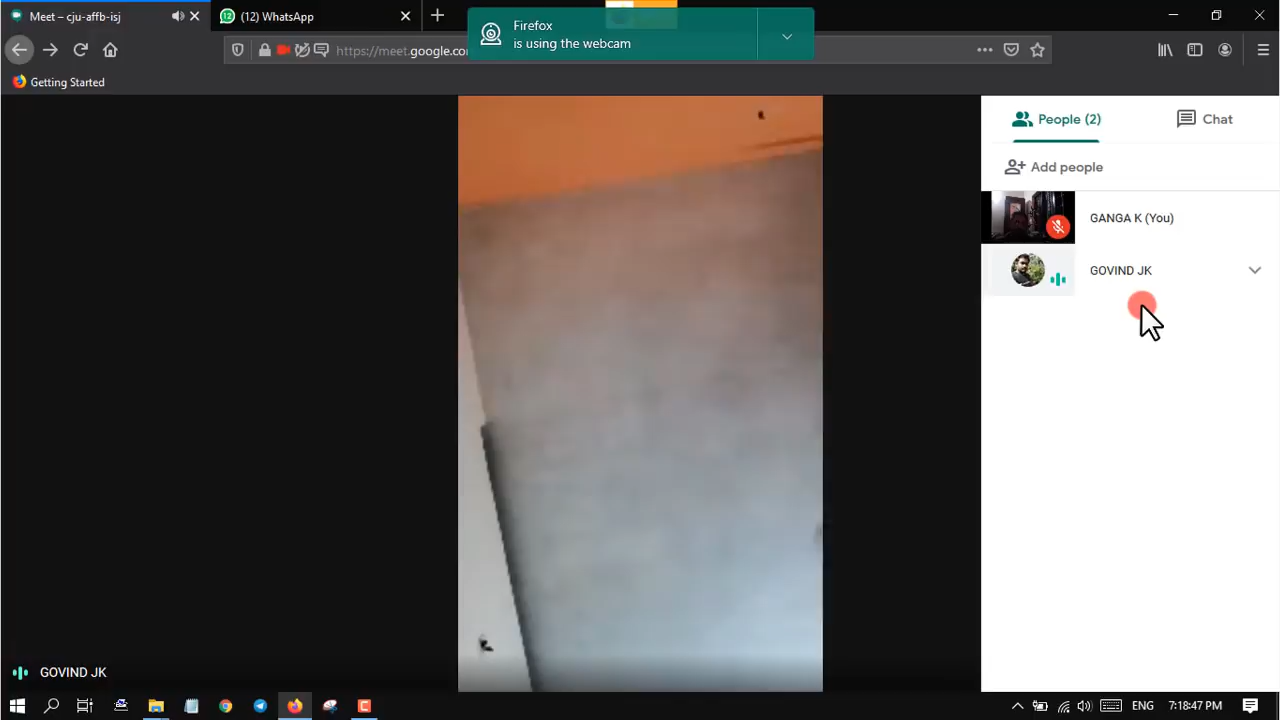 Meet – cju-affb-isj
(12) WhatsApp
Firefox
is using the webcam
https://meet.google.co
Getting Started
People (2)
Chat
Add people
GANGA K (You)
GOVIND JK
GOVIND JK
ENG
7:18:47 PM